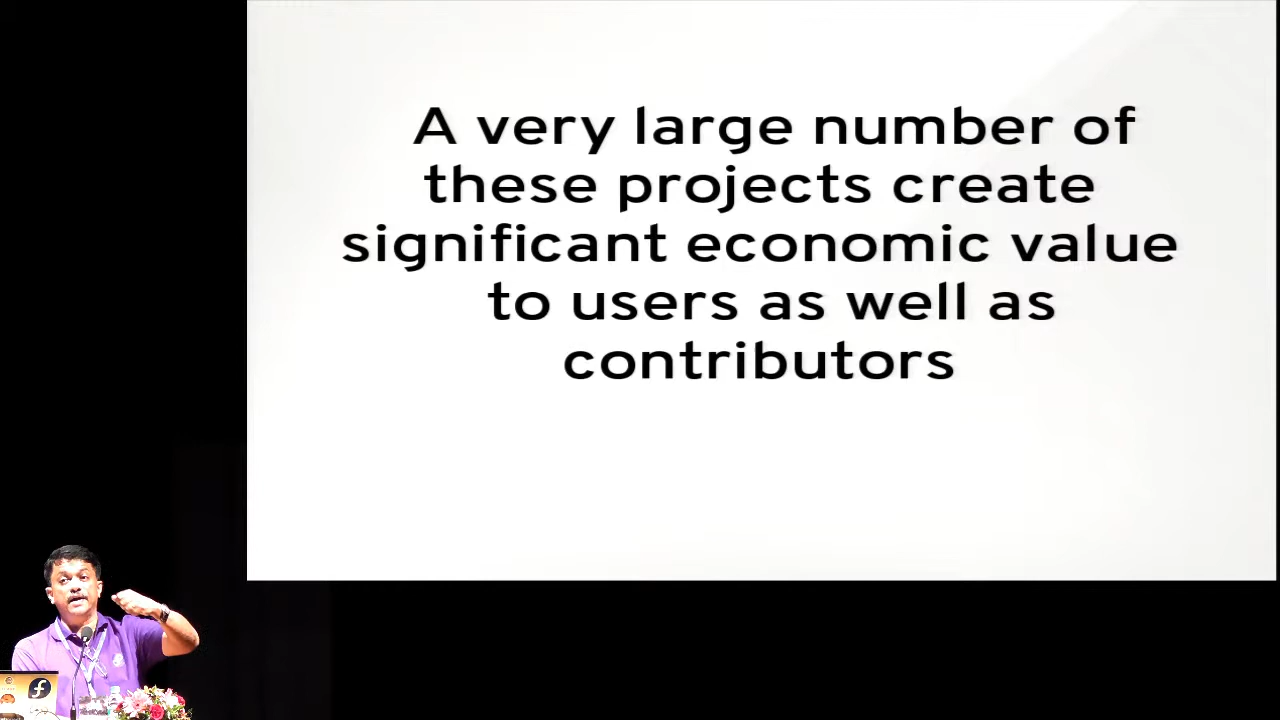 A very large number of
these projects create
significant economic value
to users as well as
contributors